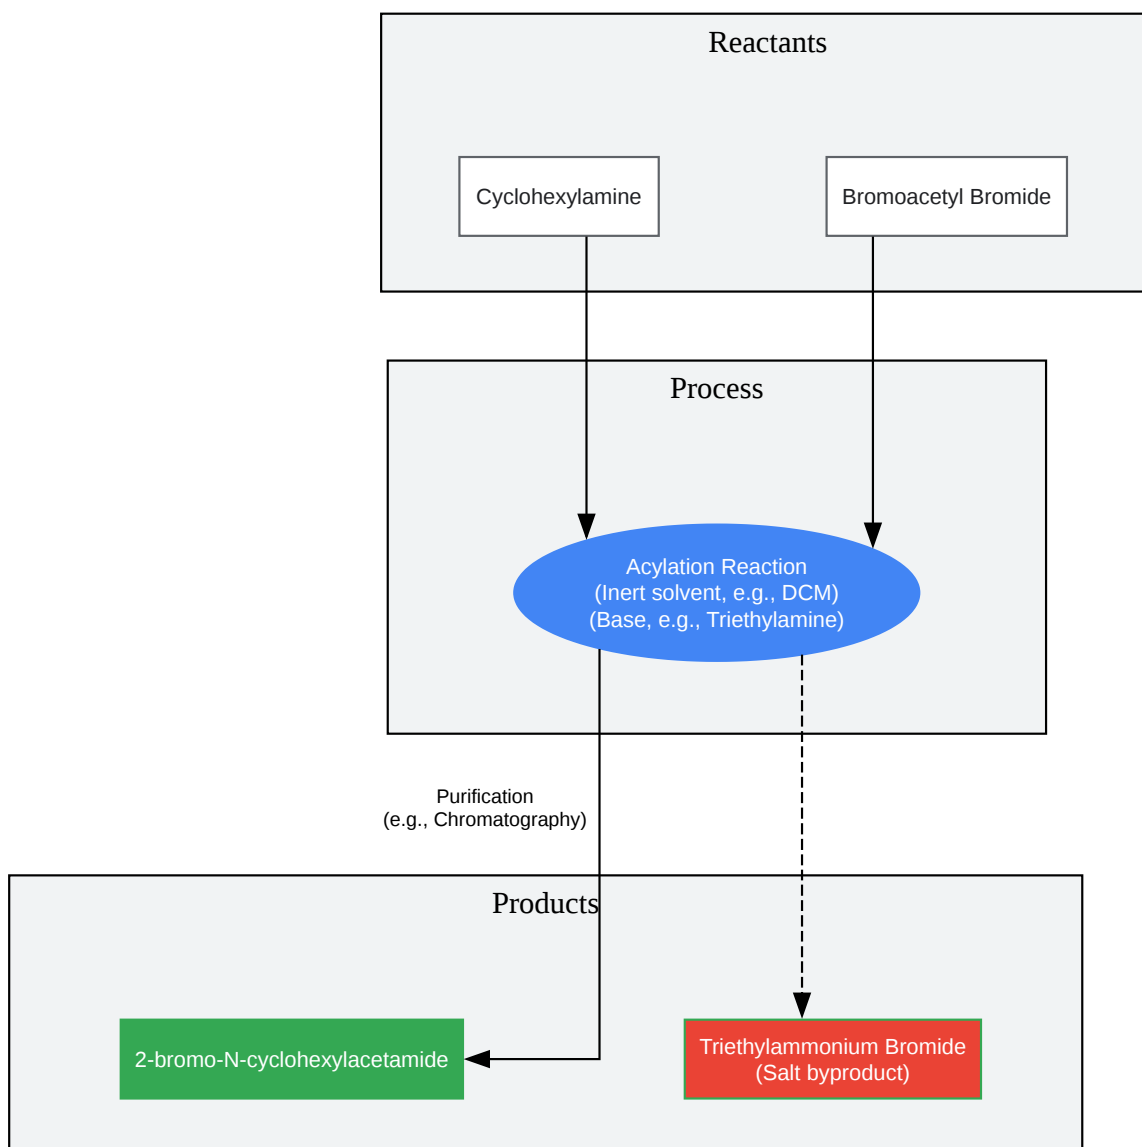 Reactants
Cyclohexylamine
Bromoacetyl Bromide
Process
Acylation Reaction
(Inert solvent, e.g., DCM)
(Base, e.g., Triethylamine)
Purification
(e.g., Chromatography)
Products
2-bromo-N-cyclohexylacetamide
Triethylammonium Bromide
(Salt byproduct)